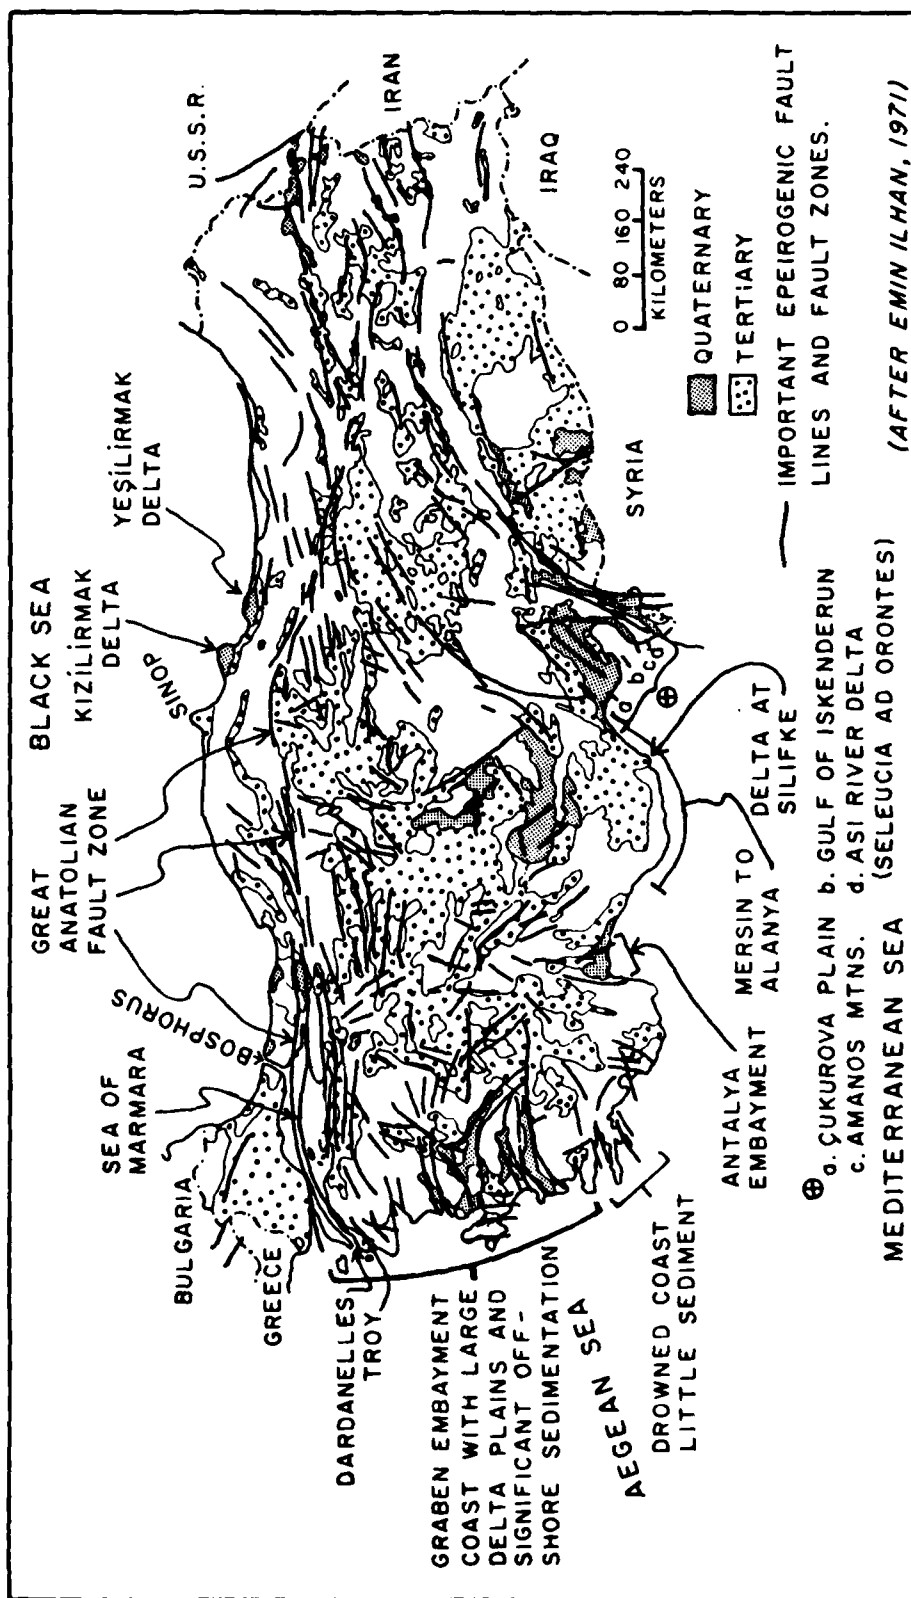 BLACK SEA
YEŞİLIRMAK
DELTA
KIZİLIRMAK
DELTA
SINOP
GREAT
ANATOLIAN
FAULT ZONE
BOSPHORUS
SEA OF
MARMARA
BULGARIA
GREECE
DARDANELLES
TROY
U.S.S.R.
IRAN
IRAQ
SYRIA
0 80 160 240
KILOMETERS
QUATERNARY
TERTIARY
IMPORTANT EPEIROGENIC FAULT
LINES AND FAULT ZONES.
(AFTER EMIN ILHAN, 1971)
GRABEN EMBAYMENT
COAST WITH LARGE
DELTA PLAINS AND
SIGNIFICANT OFF-
SHORE SEDIMENTATION
AEGEAN SEA
DROWNED COAST
LITTLE SEDIMENT
ANTALYA
EMBAYMENT
MERSIN TO
ALANYA
DELTA AT
SILIFKE
a
b
c
d
⊕
⊕ a. ÇUKUROVA PLAIN b. GULF OF ISKENDERUN
c. AMANOS MTNS. d. ASI RIVER DELTA
(SELEUCIA AD ORONTES)
MEDITERRANEAN SEA